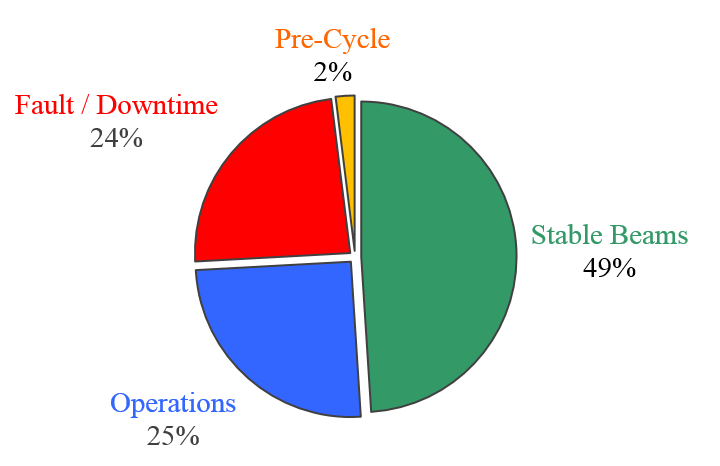 Pre-Cycle
2%
Fault / Downtime
24%
Stable Beams
49%
Operations
25%